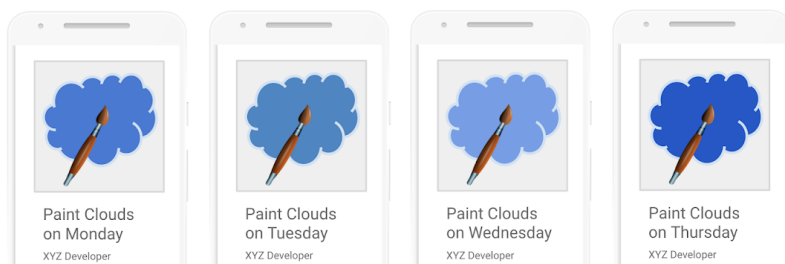 Paint Clouds
on Monday
XYZ Developer
Paint Clouds
on Tuesday
XYZ Developer
Paint Clouds
on Wednesday
XYZ Developer
Paint Clouds
on Thursday
XYZ Developer